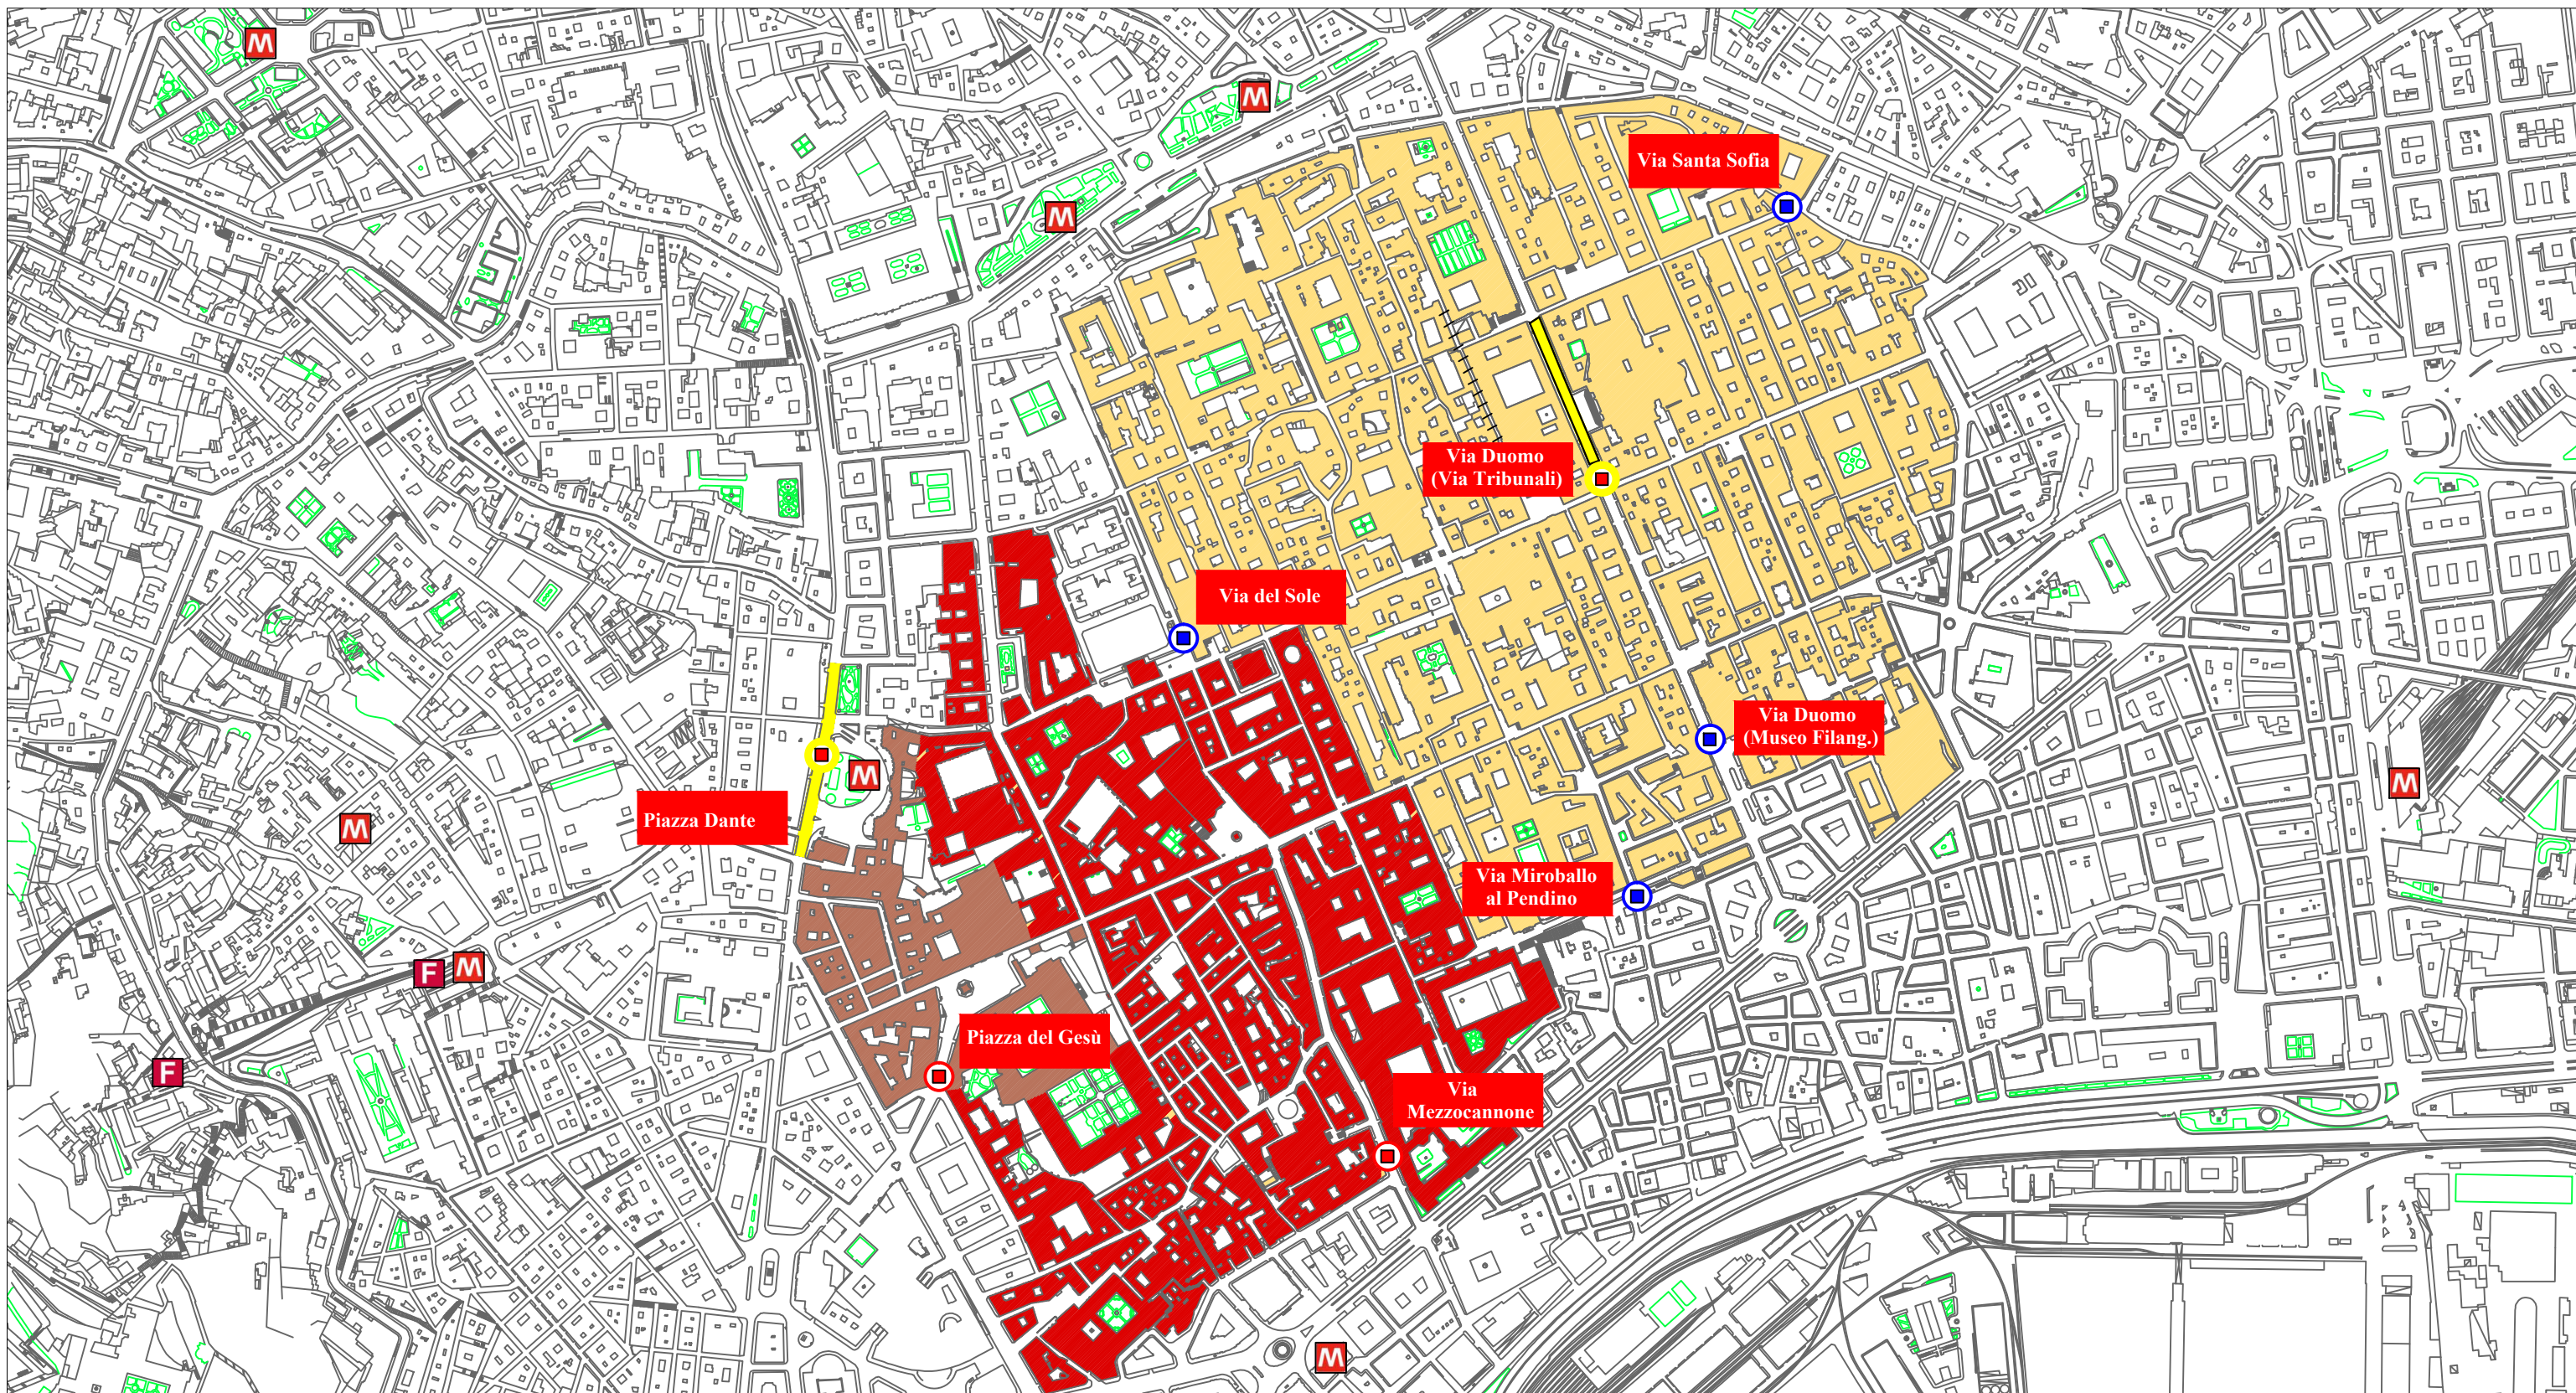 M
M
Via Santa Sofia
M
Via Duomo
(Via Tribunali)
Via del Sole
Via Duomo
(Museo Filang.)
M
M
Piazza Dante
M
Via Miroballo
al Pendino
F
M
Piazza del Gesù
F
Via
Mezzocannone
M